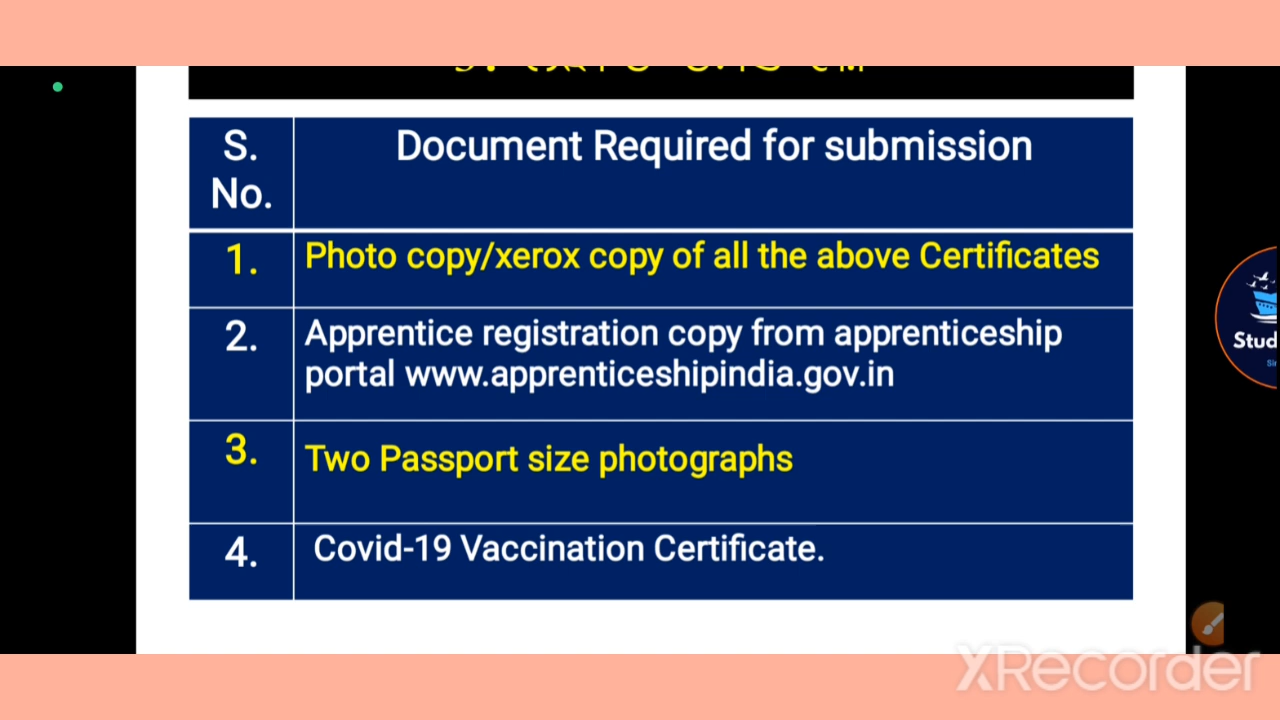 S.
No.
Document Required for submission
1.
Photo copy/xerox copy of all the above Certificates
2.
Apprentice registration copy from apprenticeship
portal www.apprenticeshipindia.gov.in
3.
Two Passport size photographs
4.
Covid-19 Vaccination Certificate.
Stud
XRecorder